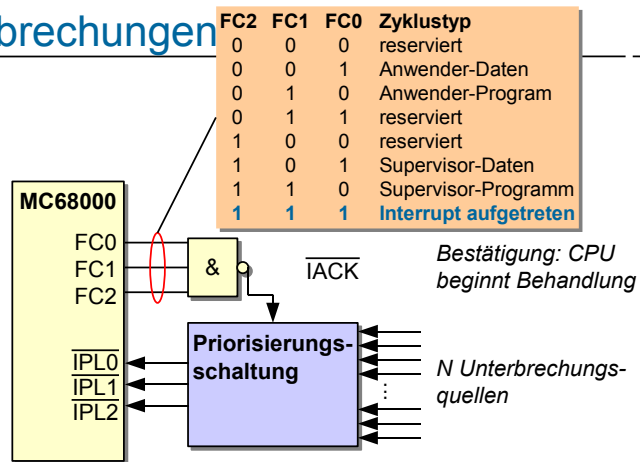 brechungen
FC2 FC1 FC0 Zyklustyp
0 0 0 reserviert
0 0 1 Anwender-Daten
0 1 0 Anwender-Program
0 1 1 reserviert
1 0 0 reserviert
1 0 1 Supervisor-Daten
1 1 0 Supervisor-Programm
1 1 1 Interrupt aufgetreten
MC68000
FC0
FC1
FC2
&
IACK
Bestätigung: CPU
beginnt Behandlung
IPL0
IPL1
IPL2
Priorisierungs-
schaltung
N Unterbrechungs-
quellen
...